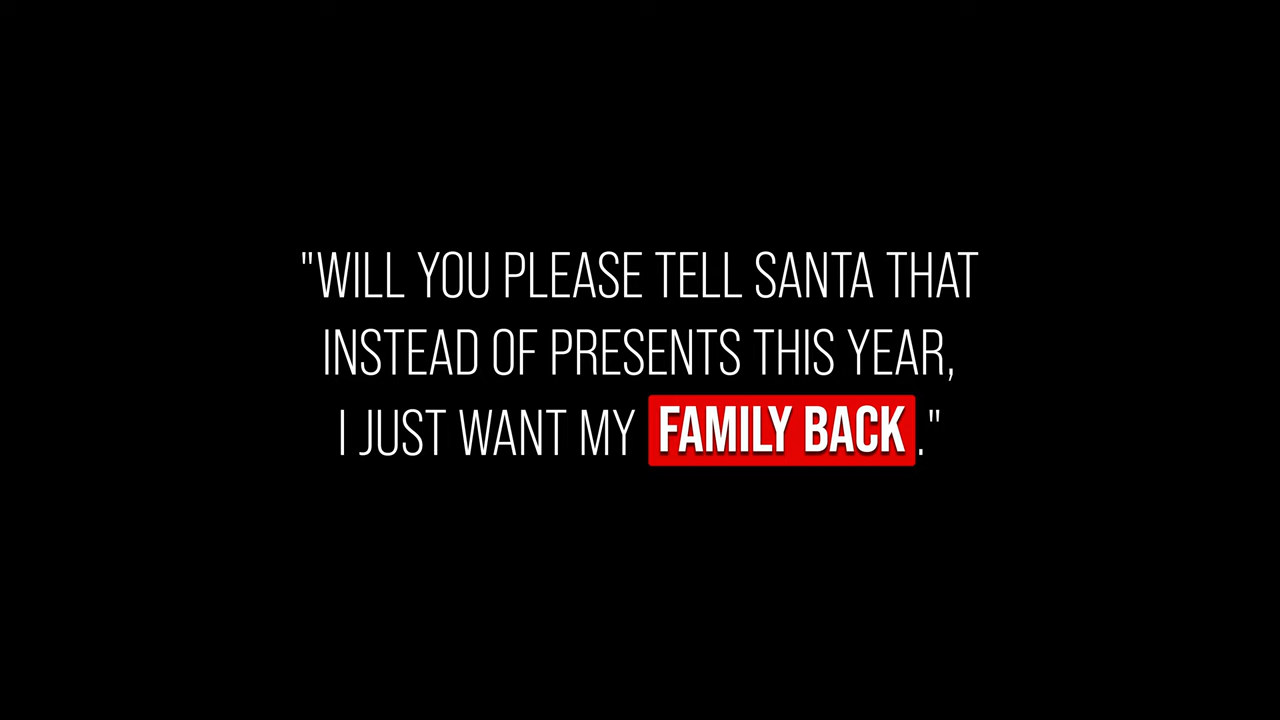 "WILL YOU PLEASE TELL SANTA THAT
INSTEAD OF PRESENTS THIS YEAR,
I JUST WANT MY FAMILY BACK."